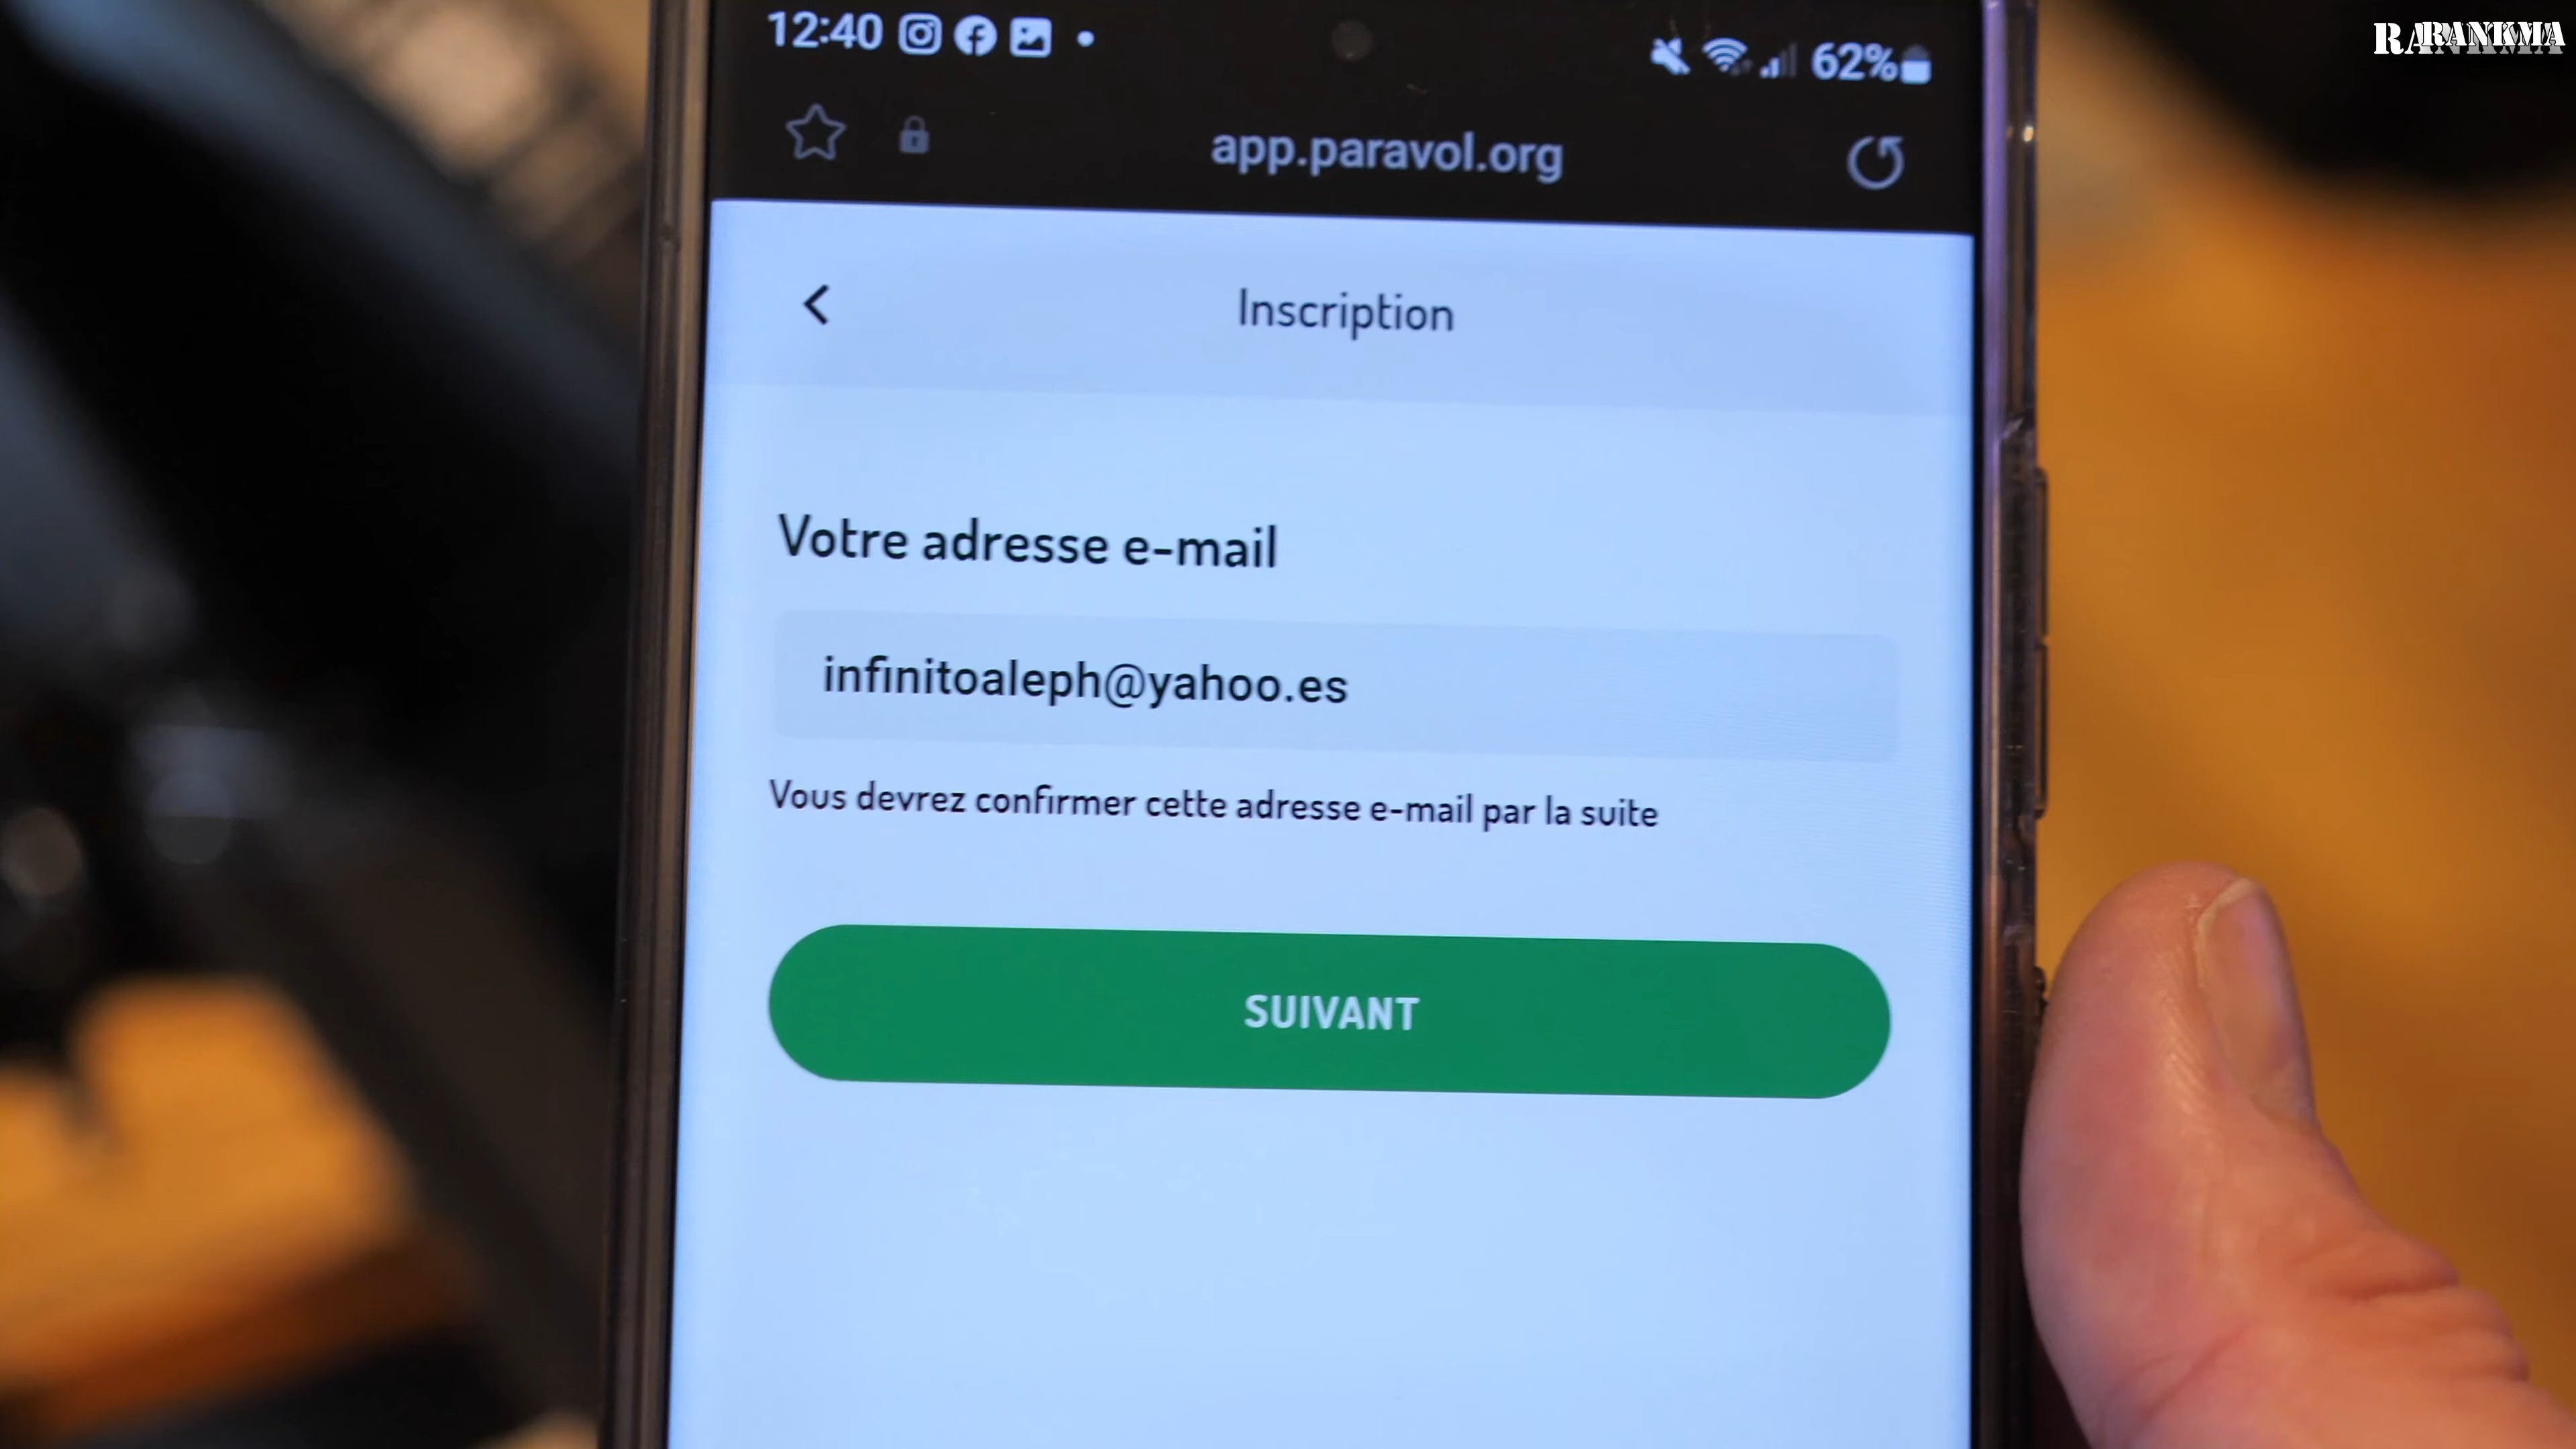 RARANKMA
12:40 62%
app.paravol.org
Inscription
Votre adresse e-mail
infinitoaleph@yahoo.es
Vous devrez confirmer cette adresse e-mail par la suite
SUIVANT